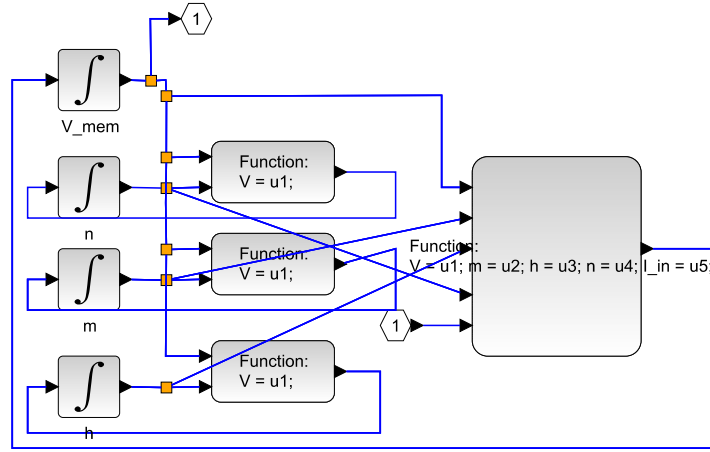 1
∫
V_mem
Function:
V = u1;
∫
n
Function:
V = u1;
Function:
V = u1; m = u2; h = u3; n = u4; I_in = u5;
∫
m
1
Function:
V = u1;
∫
h